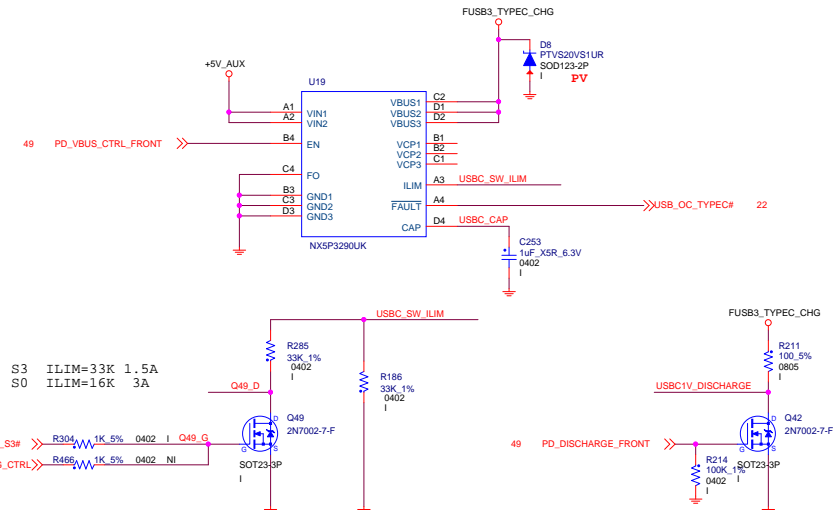 FUSB3_TYPEC_CHG
D8
PTVS20VS1UR
SOD123-2P
I PV
+5V_AUX
U19
A1 VIN1
A2 VIN2
B4 EN
C4 FO
B3 GND1
C3 GND2
D3 GND3
VBUS1 C2
VBUS2 D1
VBUS3 D2
VCP1 B1
VCP2 B2
VCP3 C1
ILIM A3 USBC_SW_ILIM
FAULT A4
CAP D4 USBC_CAP
NX5P3290UK
49 PD_VBUS_CTRL_FRONT
USB_OC_TYPEC# 22
C253
1uF_X5R_6.3V
0402
I
USBC_SW_ILIM
R285
33K_1%
0402
I
R186
33K_1%
0402
I
S3 ILIM=33K 1.5A
S0 ILIM=16K 3A
Q49_D
Q49
2N7002-7-F
D
G
S
SOT23-3P
I
_S3# R304 1K_5% 0402 I Q49_G
_CTRL R466 1K_5% 0402 NI
FUSB3_TYPEC_CHG
R211
100_5%
0805
I
USBC1V_DISCHARGE
Q42
2N7002-7-F
D
G
S
SOT23-3P
I
49 PD_DISCHARGE_FRONT
R214
100K_1%
0402
I